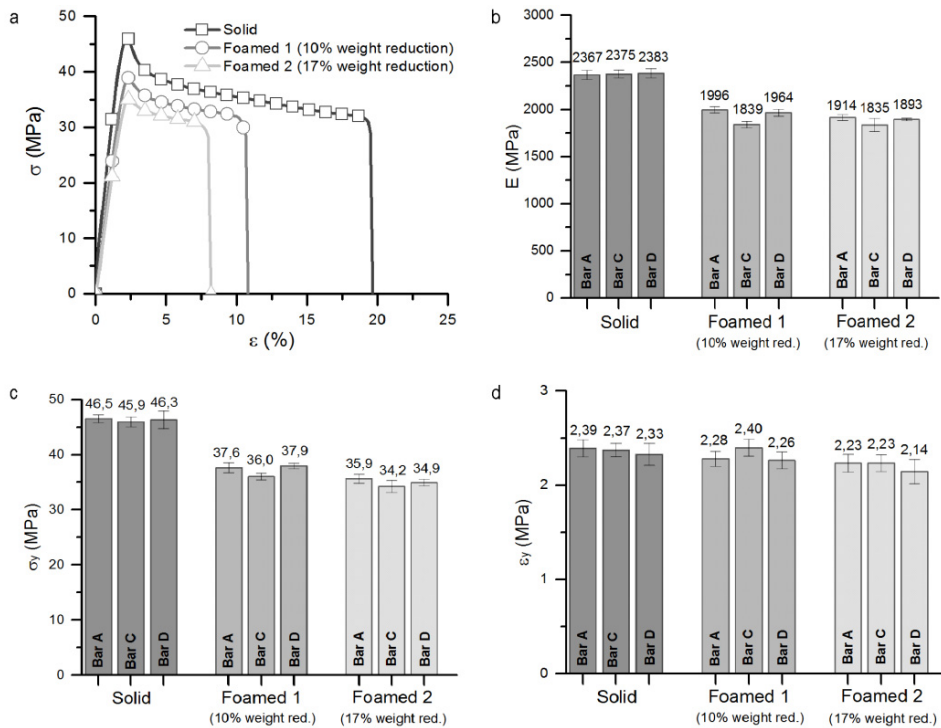 a
50
40
30
20
10
0
σ (MPa)
0 5 10 15 20 25
ε (%)
Solid
Foamed 1 (10% weight reduction)
Foamed 2 (17% weight reduction)
b
3000
2500
2000
1500
1000
500
0
E (MPa)
2367 2375 2383
1996 1839 1964
1914 1835 1893
Bar A Bar C Bar D
Bar A Bar C Bar D
Bar A Bar C Bar D
Solid Foamed 1 Foamed 2
(10% weight red.) (17% weight red.)
c
50
40
30
20
10
0
σy (MPa)
46,5 45,9 46,3
37,6 36,0 37,9
35,9 34,2 34,9
Bar A Bar C Bar D
Bar A Bar C Bar D
Bar A Bar C Bar D
Solid Foamed 1 Foamed 2
(10% weight red.) (17% weight red.)
d
3
2
1
0
εy (MPa)
2,39 2,37 2,33
2,28 2,40 2,26
2,23 2,23 2,14
Bar A Bar C Bar D
Bar A Bar C Bar D
Bar A Bar C Bar D
Solid Foamed 1 Foamed 2
(10% weight red.) (17% weight red.)